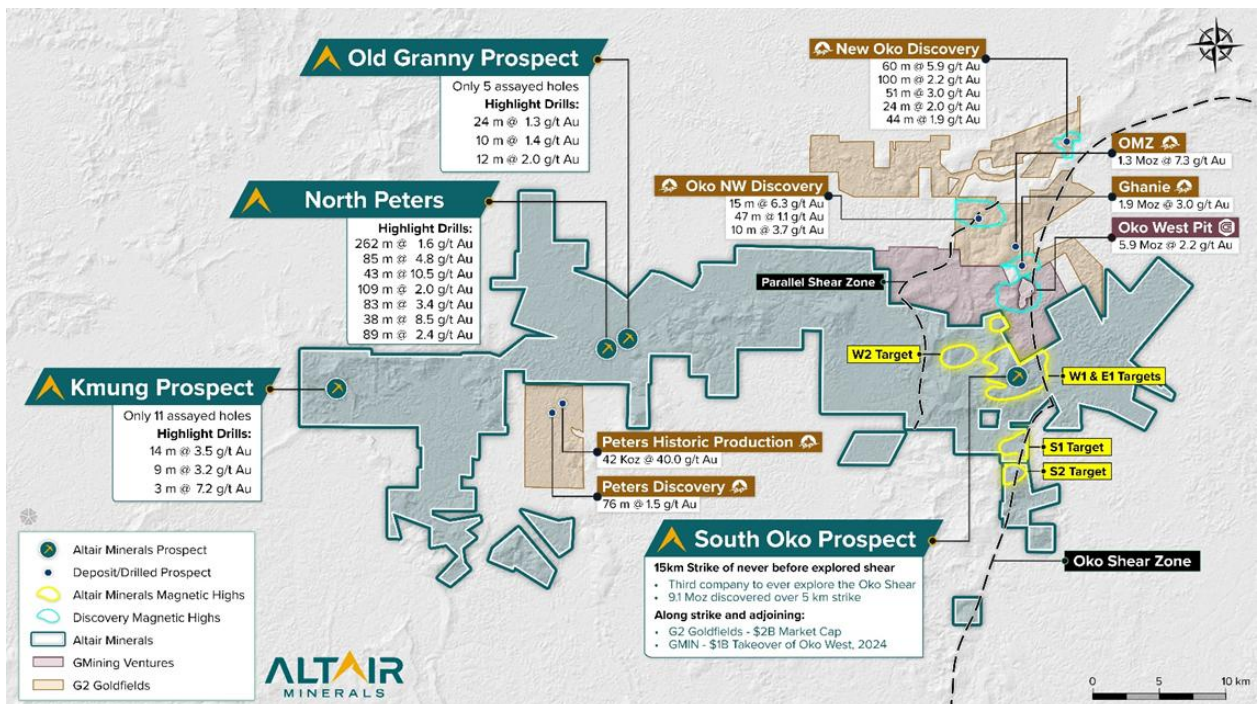 Old Granny Prospect
Only 5 assayed holes
Highlight Drills:
24 m @ 1.3 g/t Au
10 m @ 1.4 g/t Au
12 m @ 2.0 g/t Au
New Oko Discovery
60 m @ 5.9 g/t Au
100 m @ 2.2 g/t Au
51 m @ 3.0 g/t Au
24 m @ 2.0 g/t Au
44 m @ 1.9 g/t Au
OMZ
1.3 Moz @ 7.3 g/t Au
Ghanie
1.9 Moz @ 3.0 g/t Au
Oko West Pit
5.9 Moz @ 2.2 g/t Au
Oko NW Discovery
15 m @ 6.3 g/t Au
47 m @ 1.1 g/t Au
10 m @ 3.7 g/t Au
North Peters
Highlight Drills:
262 m @ 1.6 g/t Au
85 m @ 4.8 g/t Au
43 m @ 10.5 g/t Au
109 m @ 2.0 g/t Au
83 m @ 3.4 g/t Au
38 m @ 8.5 g/t Au
89 m @ 2.4 g/t Au
Parallel Shear Zone
W2 Target
W1 & E1 Targets
S1 Target
S2 Target
Kmung Prospect
Only 11 assayed holes
Highlight Drills:
14 m @ 3.5 g/t Au
9 m @ 3.2 g/t Au
3 m @ 7.2 g/t Au
Peters Historic Production
42 Koz @ 40.0 g/t Au
Peters Discovery
76 m @ 1.5 g/t Au
South Oko Prospect
15km Strike of never before explored shear
• Third company to ever explore the Oko Shear
• 9.1 Moz discovered over 5 km strike
Along strike and adjoining:
• G2 Goldfields - $2B Market Cap
• GMIN - $1B Takeover of Oko West, 2024
Oko Shear Zone
Altair Minerals Prospect
Deposit/Drilled Prospect
Altair Minerals Magnetic Highs
Discovery Magnetic Highs
Altair Minerals
GMining Ventures
G2 Goldfields
ALTAIR
MINERALS
0 5 10 km